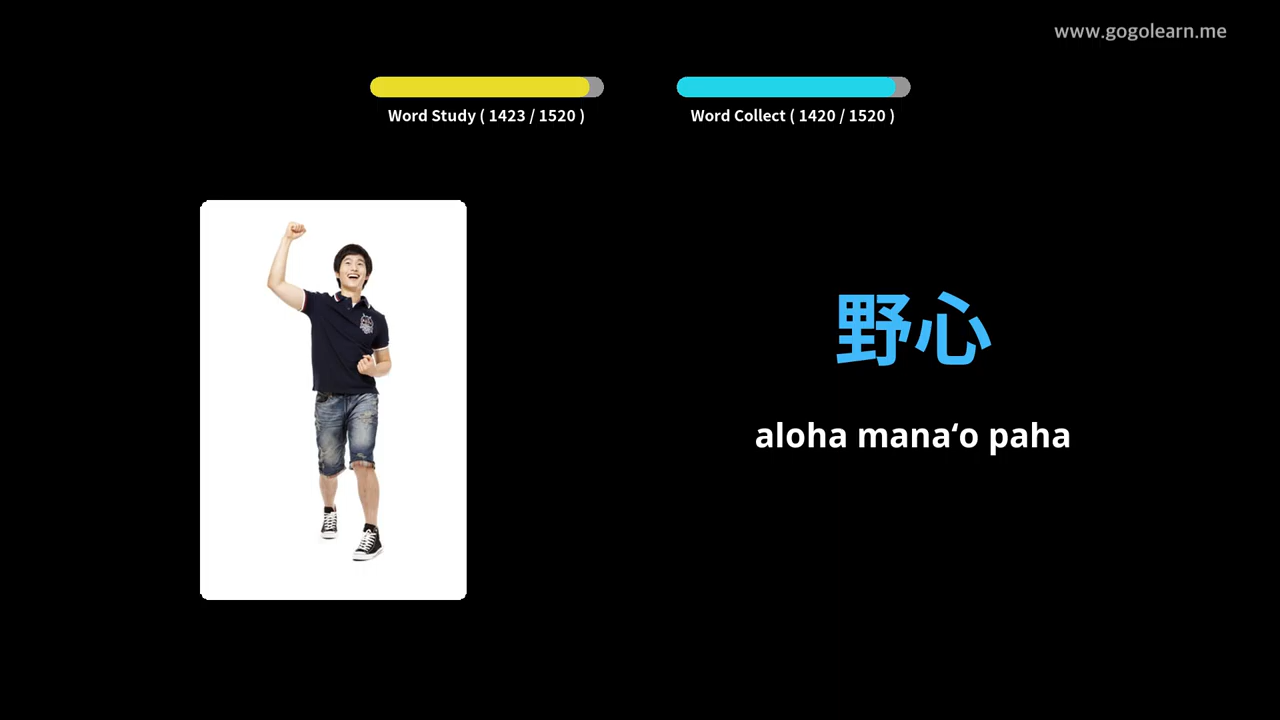 www.gogolearn.me
Word Study ( 1423 / 1520 )
Word Collect ( 1420 / 1520 )
野心
aloha manaʻo paha